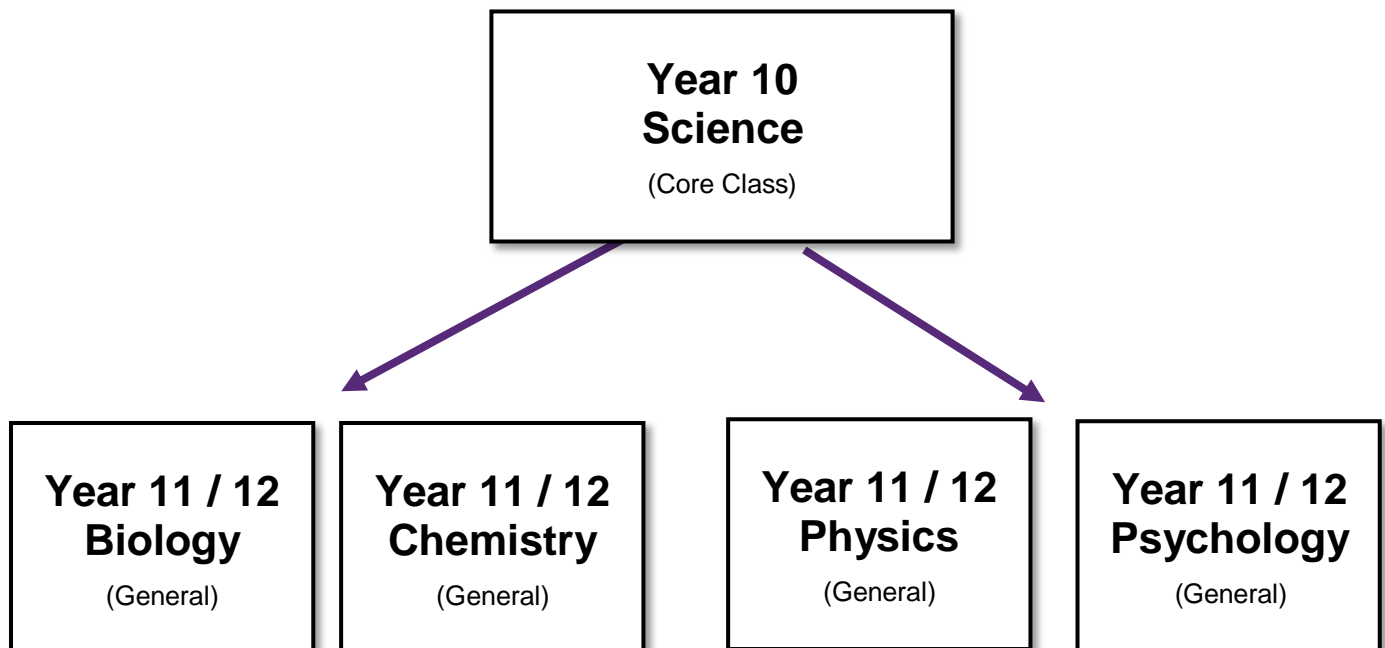 Year 10
Science
(Core Class)
Year 11 / 12
Biology
(General)
Year 11 / 12
Chemistry
(General)
Year 11 / 12
Physics
(General)
Year 11 / 12
Psychology
(General)